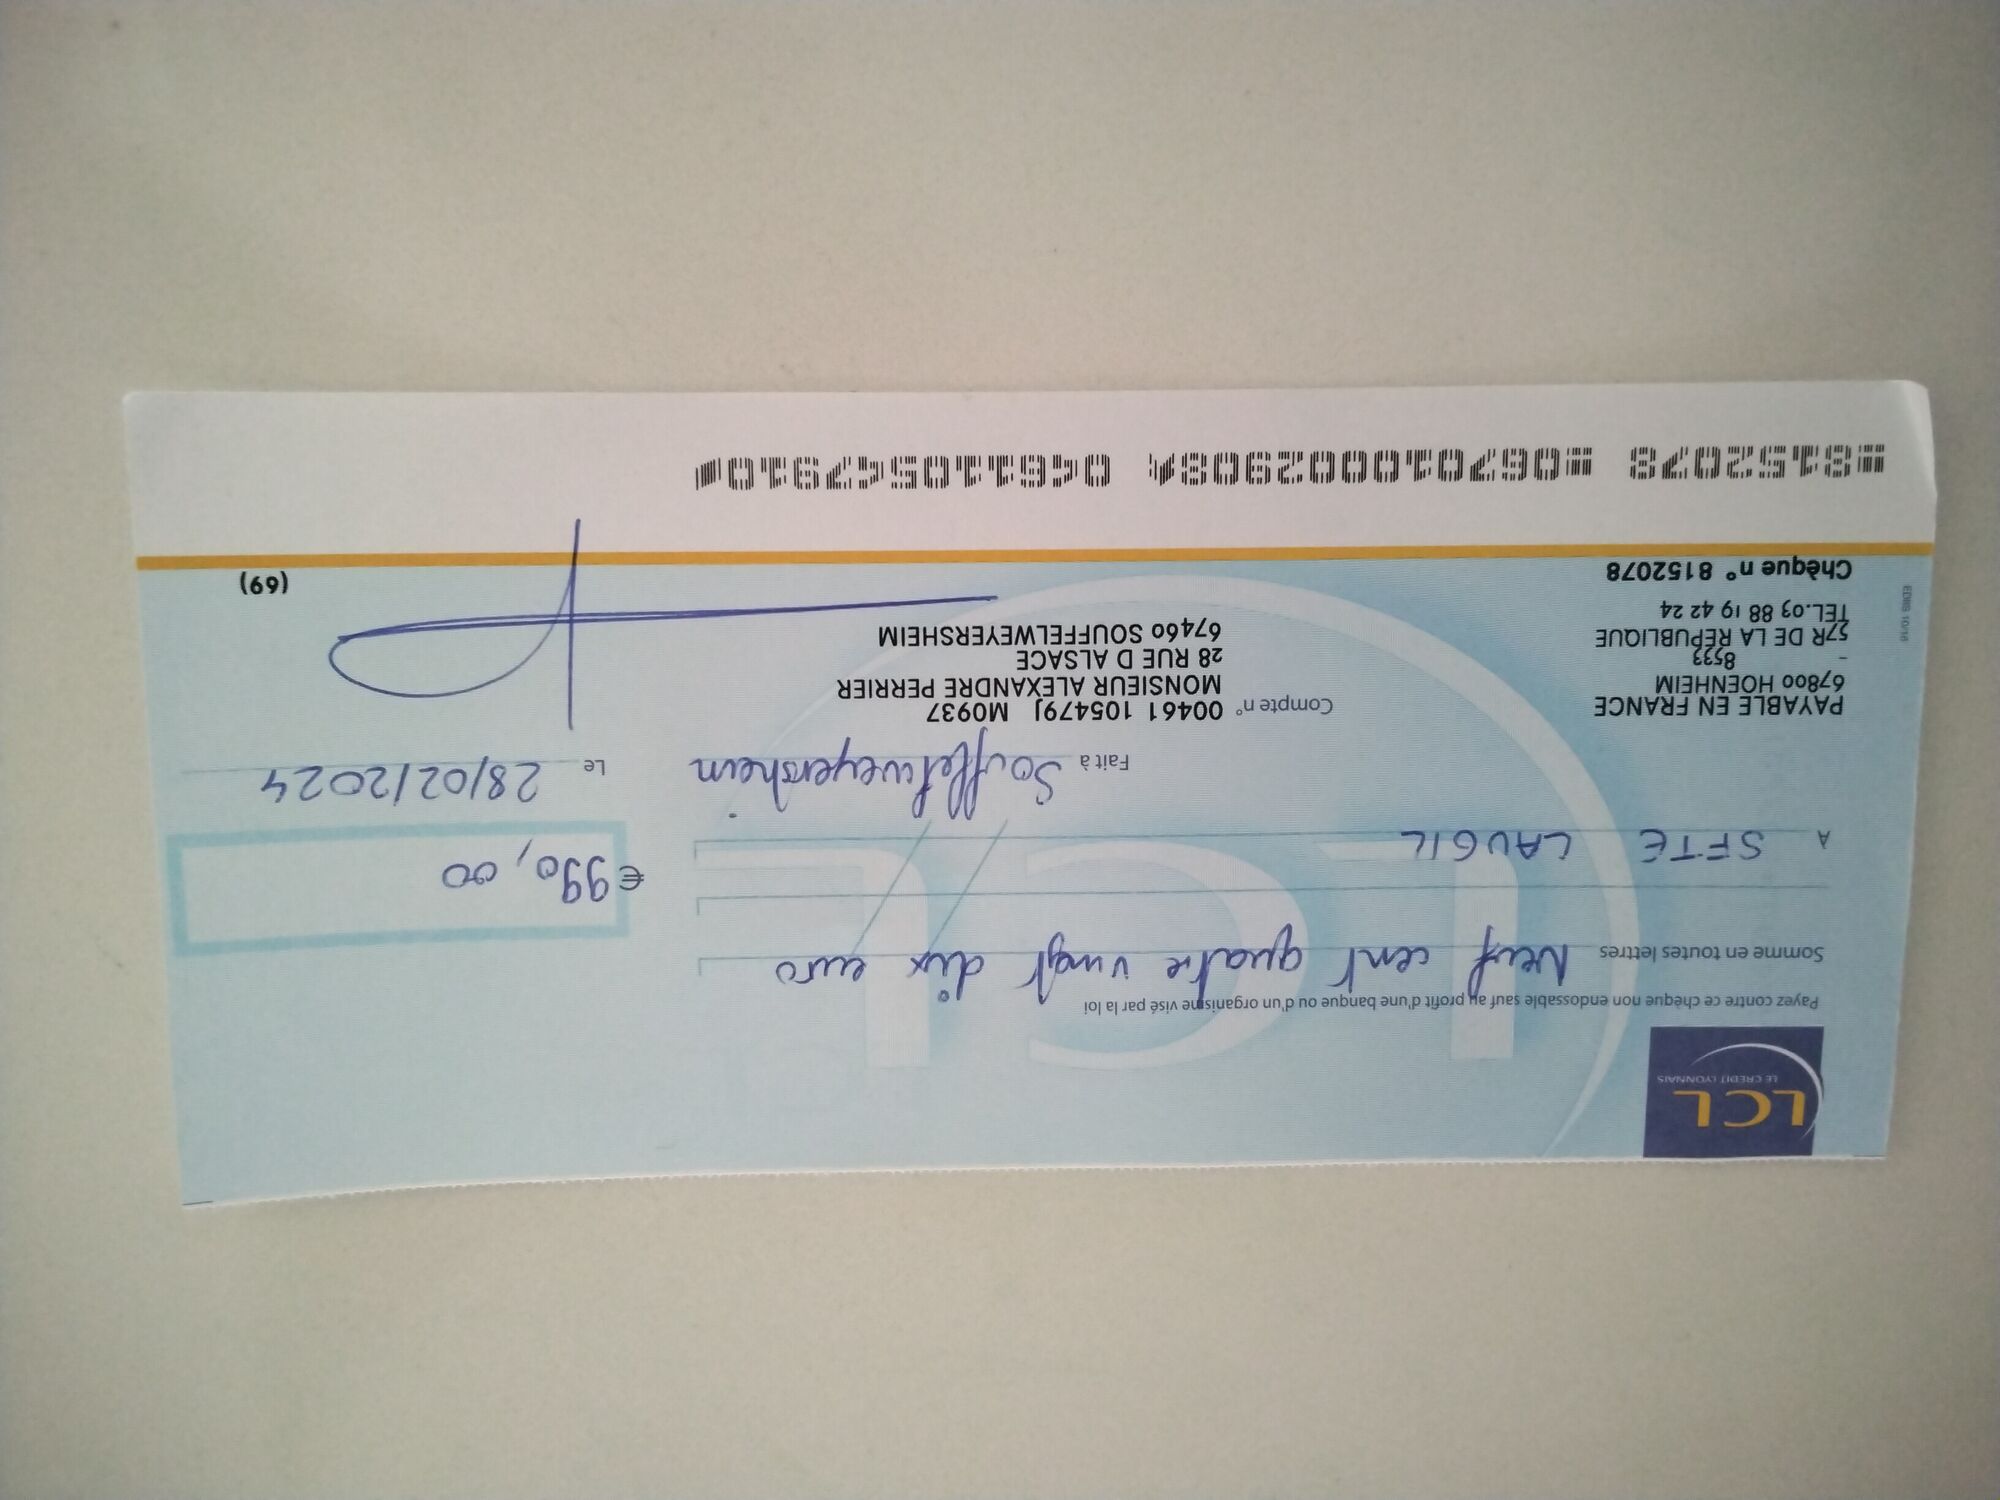 LCL
LE CREDIT LYONNAIS
Payez contre ce chèque non endossable sauf au profit d'une banque ou d'un organisme visé par la loi
Somme en toutes lettres Neuf cent quatre vingt dix euro
€ 990,00
A SFTE LAUGIL
Fait à Souffelweyersheim Le 28/02/2024
PAYABLE EN FRANCE
67800 HOENHEIM
- 8533
57R DE LA RÉPUBLIQUE
TEL.03 88 19 42 24
Chèque n° 8152078
Compte n° 00461 105479J M0937
MONSIEUR ALEXANDRE PERRIER
28 RUE D ALSACE
67460 SOUFFELWEYERSHEIM
(69)
8152078 067010002908 046110547910